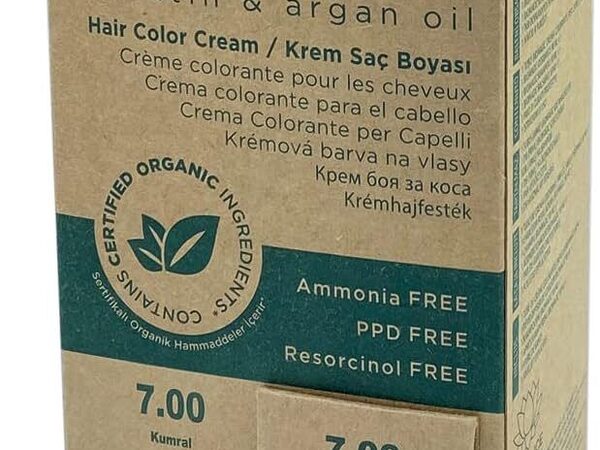 & argan oil
Hair Color Cream / Krem Saç Boyası
Crème colorante pour les cheveux
Crema colorante para el cabello
Crema Colorante per Capelli
Krémová barva na vlasy
Крем боя за коса
Krémhajfesték
CONTAINS CERTIFIED ORGANIC INGREDIENTS*
Sertifikalı Organik Hammaddeler İçerir*
Ammonia FREE
PPD FREE
Resorcinol FREE
7.00
Kumral